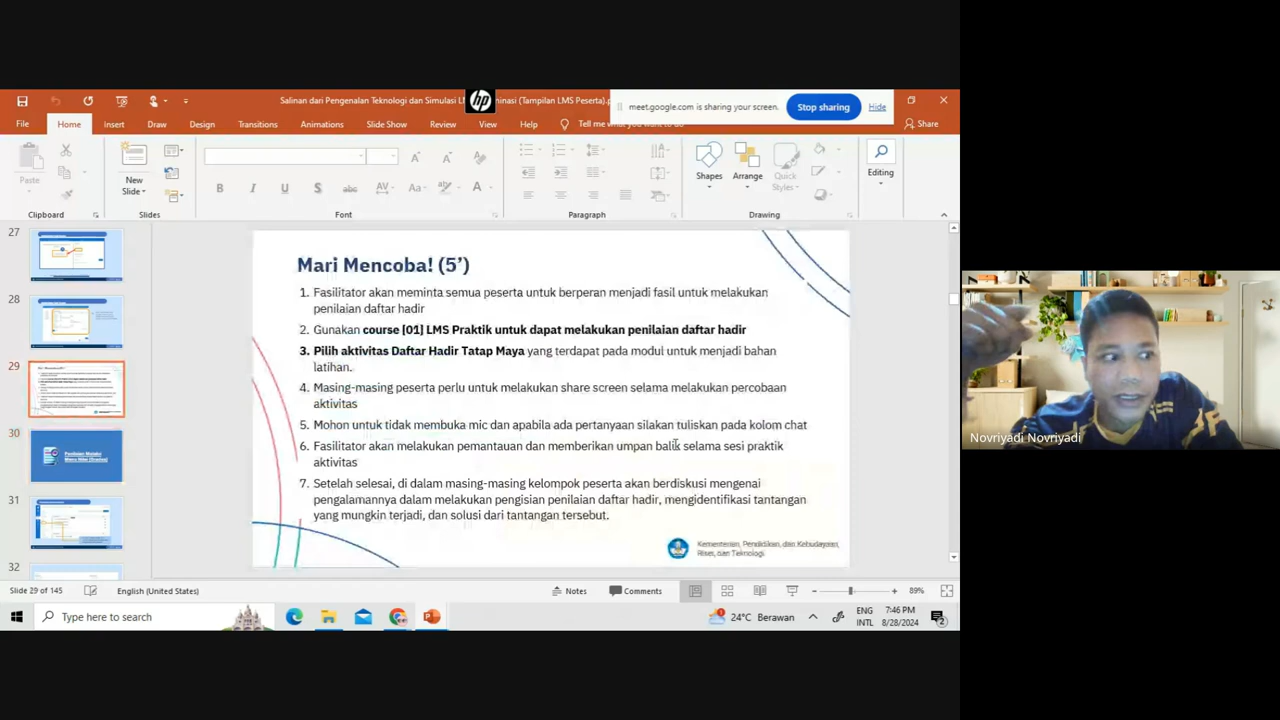 Salinan dari Pengenalan Teknologi dan Simulasi L
minasi (Tampilan LMS Peserta).p
hp
meet.google.com is sharing your screen.
Stop sharing
Hide
File
Home
Insert
Draw
Design
Transitions
Animations
Slide Show
Review
View
Help
Tell me what you want to do
Share
Paste
New
Slide
Shapes
Arrange
Quick
Styles
Editing
Clipboard
Slides
Font
Paragraph
Drawing
27
28
29
30
31
32
Mari Mencoba! (5’)
1. Fasilitator akan meminta semua peserta untuk berperan menjadi fasil untuk melakukan
penilaian daftar hadir
2. Gunakan course [01] LMS Praktik untuk dapat melakukan penilaian daftar hadir
3. Pilih aktivitas Daftar Hadir Tatap Maya yang terdapat pada modul untuk menjadi bahan
latihan.
4. Masing-masing peserta perlu untuk melakukan share screen selama melakukan percobaan
aktivitas
5. Mohon untuk tidak membuka mic dan apabila ada pertanyaan silakan tuliskan pada kolom chat
6. Fasilitator akan melakukan pemantauan dan memberikan umpan balik selama sesi praktik
aktivitas
7. Setelah selesai, di dalam masing-masing kelompok peserta akan berdiskusi mengenai
pengalamannya dalam melakukan pengisian penilaian daftar hadir, mengidentifikasi tantangan
yang mungkin terjadi, dan solusi dari tantangan tersebut.
Kementerian, Pendidikan, dan Kebudayaan,
Riset, dan Teknologi
Novriyadi Novriyadi
Slide 29 of 145
English (United States)
Notes
Comments
89%
Type here to search
24°C Berawan
ENG
INTL
7:46 PM
8/28/2024
2